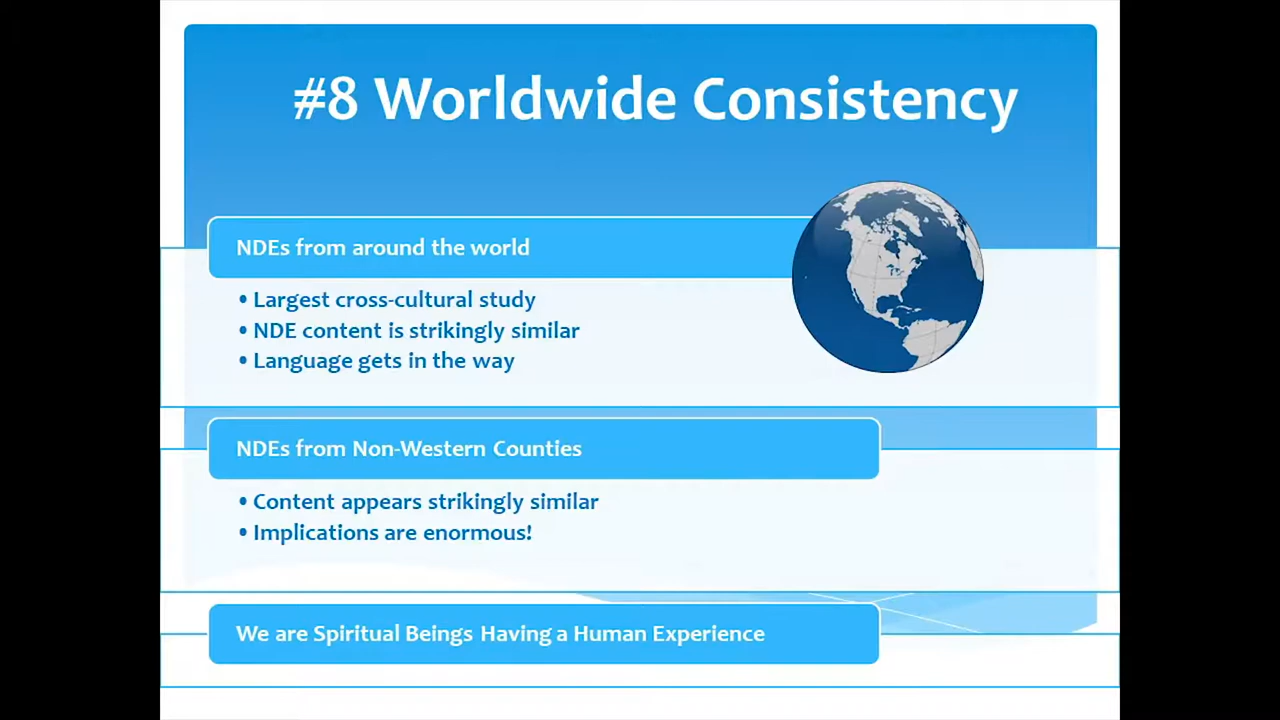 #8 Worldwide Consistency
NDEs from around the world
• Largest cross-cultural study
• NDE content is strikingly similar
• Language gets in the way
NDEs from Non-Western Counties
• Content appears strikingly similar
• Implications are enormous!
We are Spiritual Beings Having a Human Experience